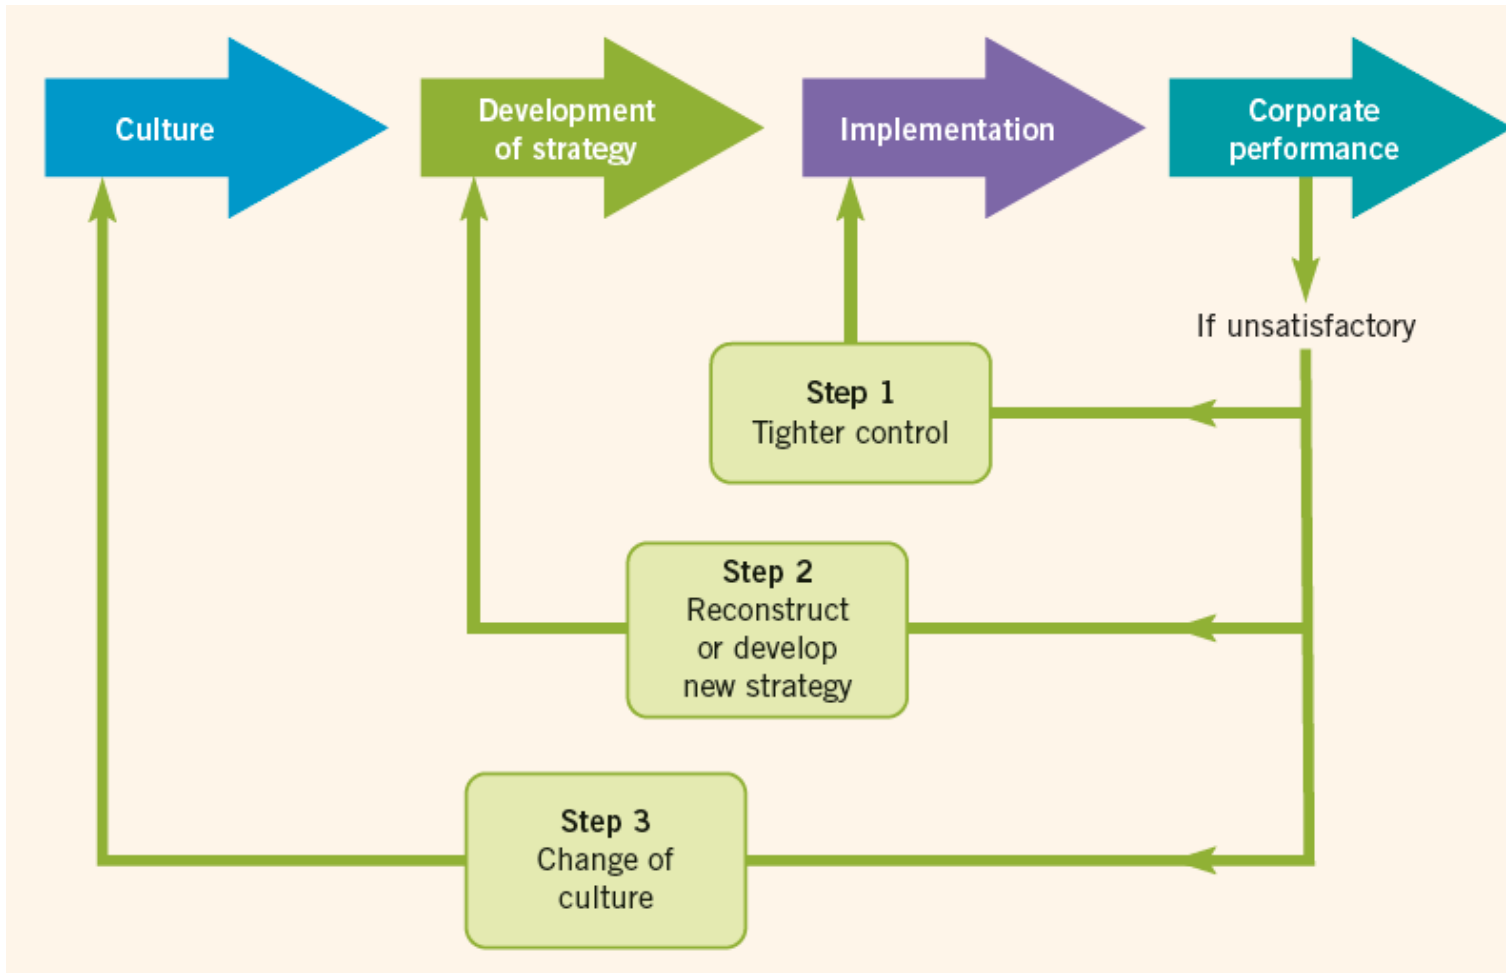 Culture
Development
of strategy
Implementation
Corporate
performance
If unsatisfactory
Step 1
Tighter control
Step 2
Reconstruct
or develop
new strategy
Step 3
Change of
culture